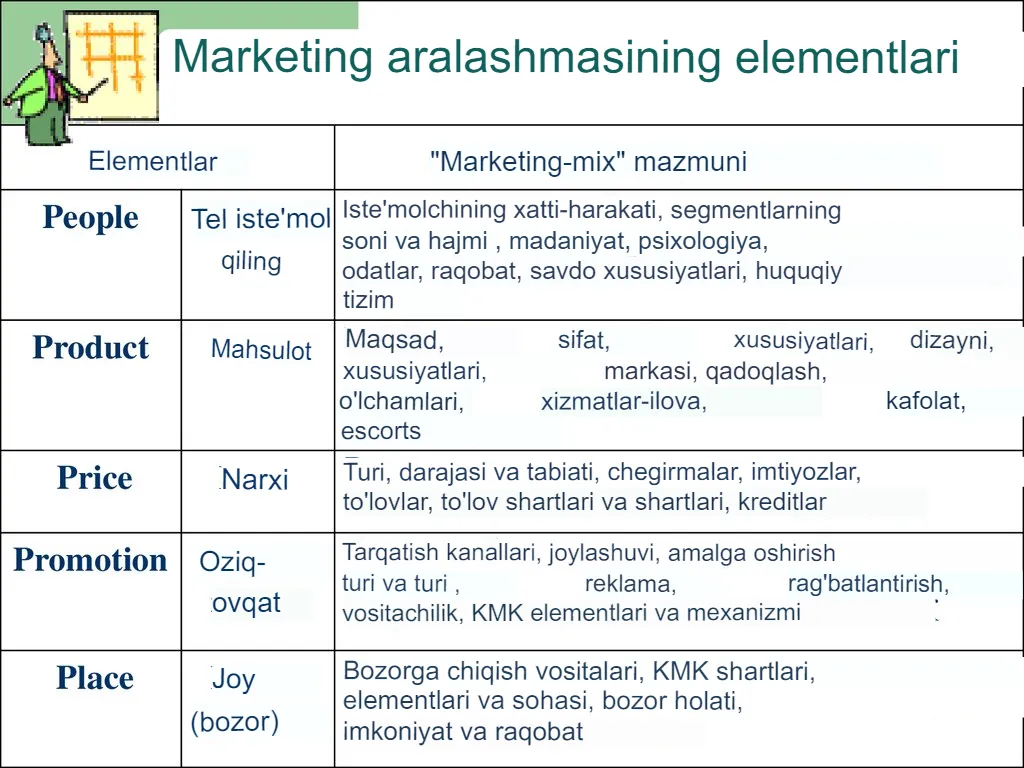 Marketing aralashmasining elementlari
Elementlar
"Marketing-mix" mazmuni
People
Tel iste'mol
qiling
Iste'molchining xatti-harakati, segmentlarning
soni va hajmi , madaniyat, psixologiya,
odatlar, raqobat, savdo xususiyatlari, huquqiy
tizim
Product
Mahsulot
Maqsad, sifat, xususiyatlari, dizayni,
xususiyatlari, markasi, qadoqlash,
o'lchamlari, xizmatlar-ilova, kafolat,
escorts
Price
Narxi
Turi, darajasi va tabiati, chegirmalar, imtiyozlar,
to'lovlar, to'lov shartlari va shartlari, kreditlar
Promotion
Oziq-
ovqat
Tarqatish kanallari, joylashuvi, amalga oshirish
turi va turi , reklama, rag'batlantirish,
vositachilik, KMK elementlari va mexanizmi
Place
Joy
(bozor)
Bozorga chiqish vositalari, KMK shartlari,
elementlari va sohasi, bozor holati,
imkoniyat va raqobat